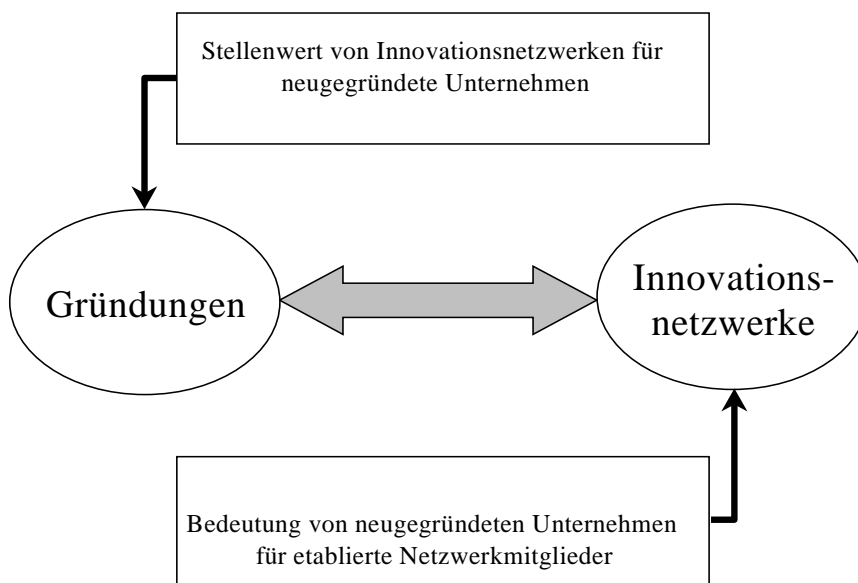 Stellenwert von Innovationsnetzwerken für
neugegründete Unternehmen
Gründungen
Innovations-
netzwerke
Bedeutung von neugegründeten Unternehmen
für etablierte Netzwerkmitglieder